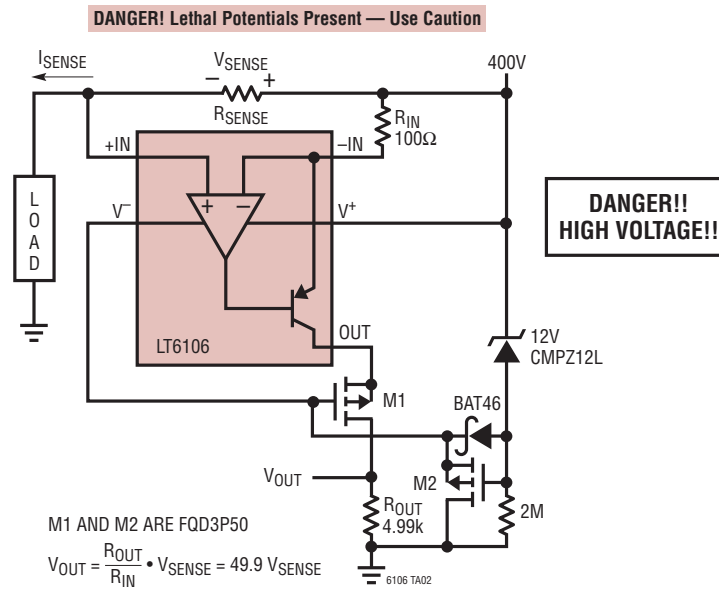 DANGER! Lethal Potentials Present — Use Caution
ISENSE
VSENSE
− +
RSENSE
400V
RIN
100Ω
+IN
–IN
LOAD
V–
+ −
V+
DANGER!!
HIGH VOLTAGE!!
LT6106
OUT
12V
CMPZ12L
M1
BAT46
VOUT
M2
ROUT
4.99k
2M
M1 AND M2 ARE FQD3P50
VOUT = ROUT/RIN • VSENSE = 49.9 VSENSE
6106 TA02